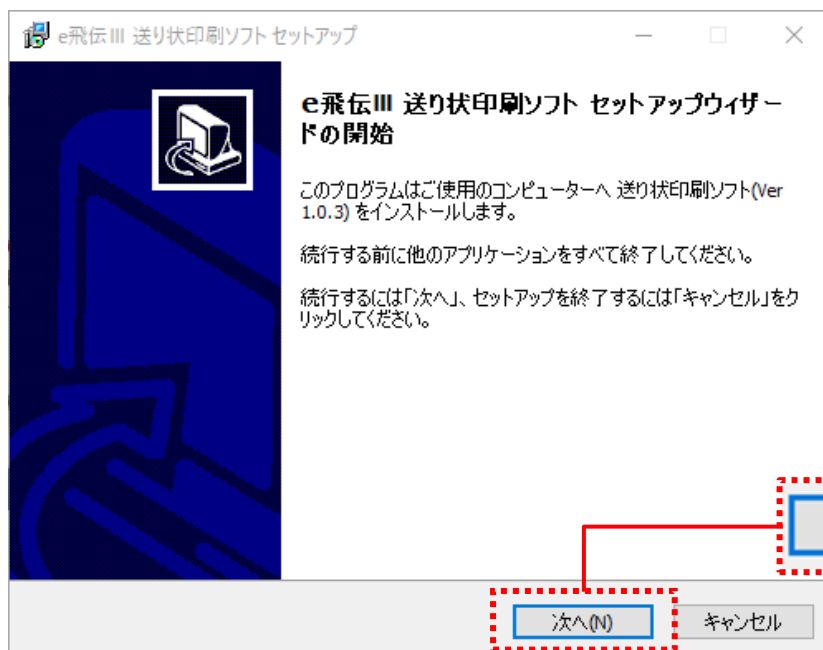 e飛伝Ⅲ 送り状印刷ソフト セットアップ
e飛伝Ⅲ 送り状印刷ソフト セットアップウィザー
ドの開始
このプログラムはご使用のコンピューターへ 送り状印刷ソフト(Ver
1.0.3) をインストールします。
続行する前に他のアプリケーションをすべて終了してください。
続行するには「次へ」、セットアップを終了するには「キャンセル」をク
リックしてください。
次へ(N)
キャンセル